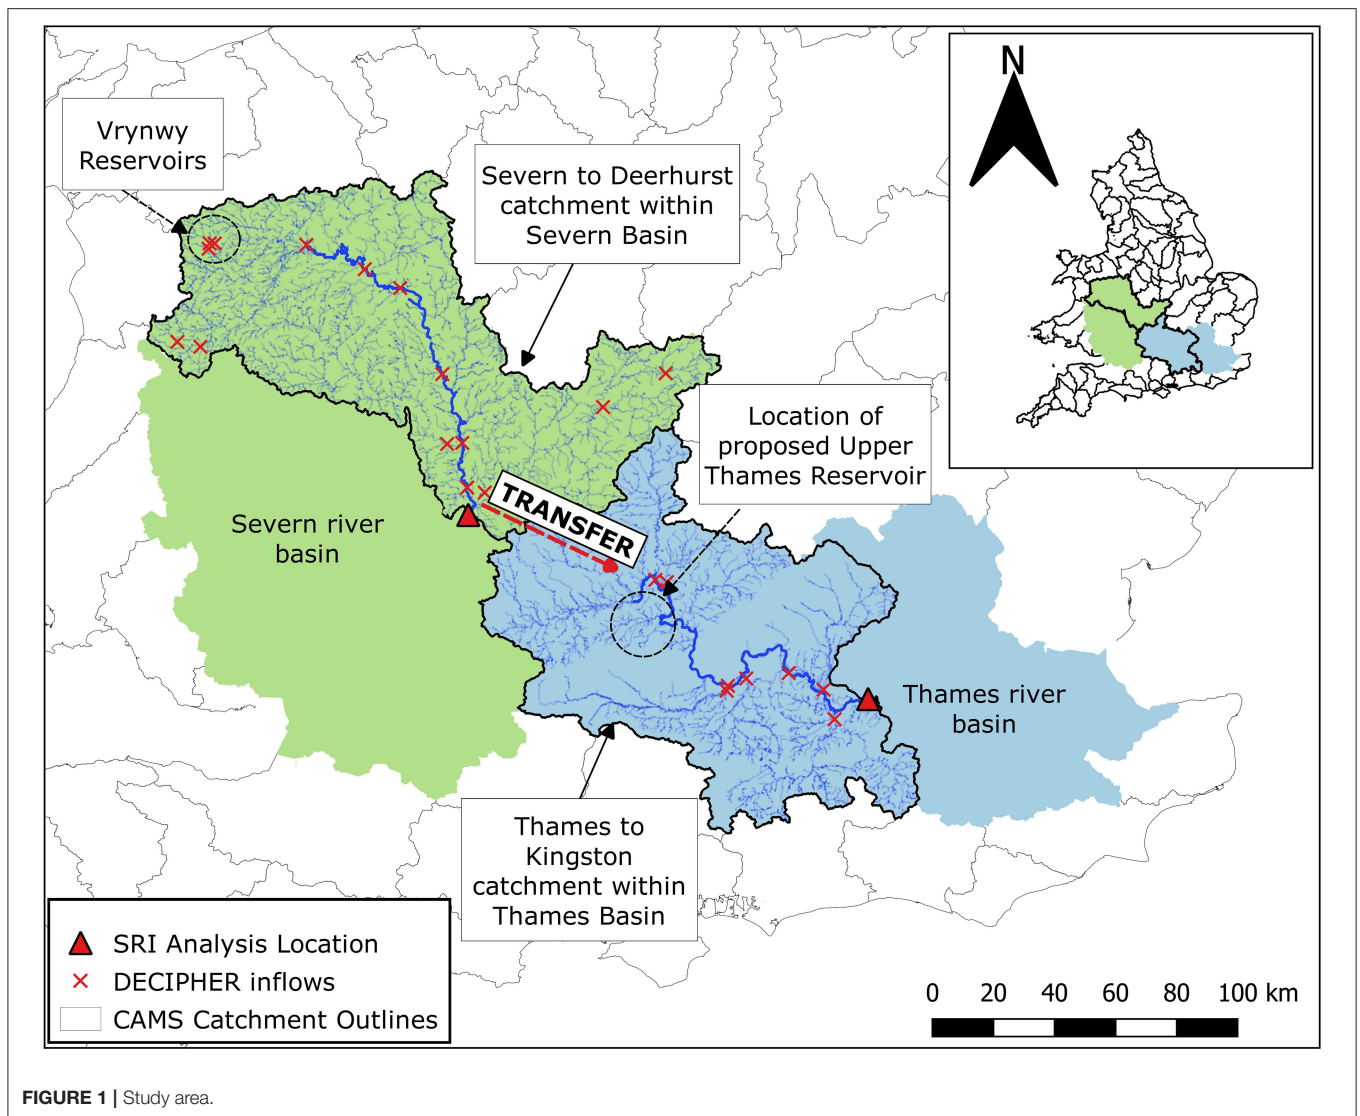 N
Vrynwy
Reservoirs
Severn to Deerhurst
catchment within
Severn Basin
Location of
proposed Upper
Thames Reservoir
TRANSFER
Severn river
basin
Thames river
basin
Thames to
Kingston
catchment within
Thames Basin
SRI Analysis Location
DECIPHER inflows
CAMS Catchment Outlines
0 20 40 60 80 100 km
FIGURE 1 | Study area.